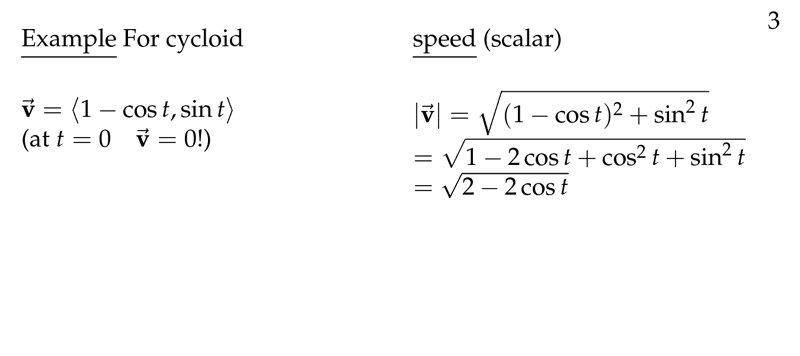 3
Example For cycloid
v⃗ = ⟨1 − cos t, sin t⟩
(at t = 0 v⃗ = 0!)
speed (scalar)
|v⃗| = √((1 − cos t)² + sin² t)
= √(1 − 2 cos t + cos² t + sin² t)
= √(2 − 2 cos t)